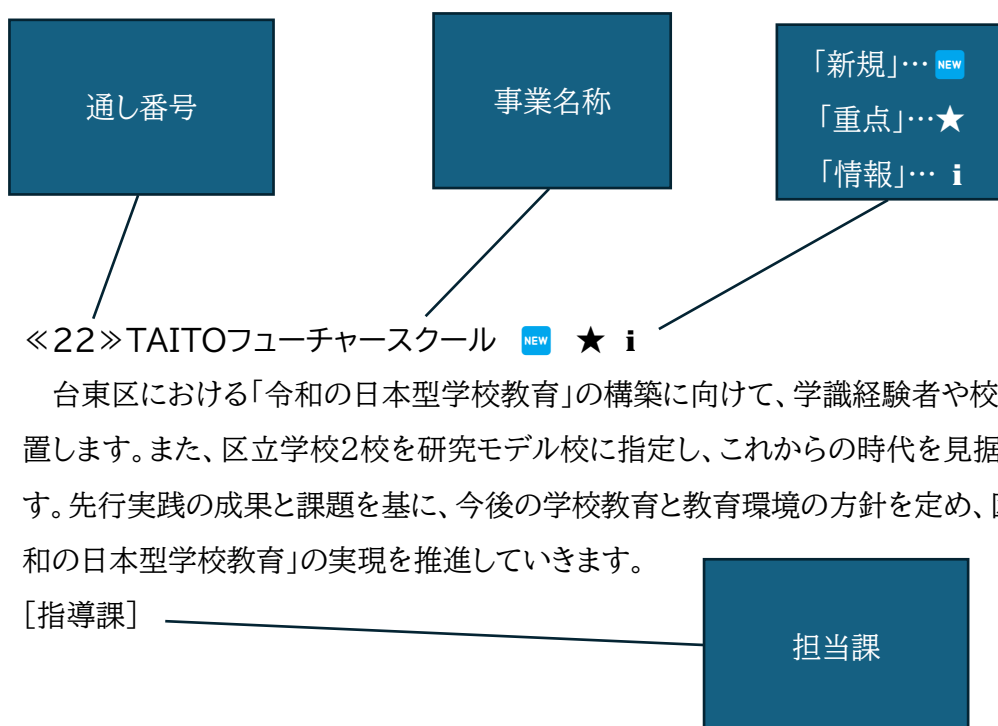 通し番号
事業名称
「新規」… NEW
「重点」…★
「情報」… i
≪22≫TAITOフューチャースクール NEW ★ i
台東区における「令和の日本型学校教育」の構築に向けて、学識経験者や校
置します。また、区立学校2校を研究モデル校に指定し、これからの時代を見据
す。先行実践の成果と課題を基に、今後の学校教育と教育環境の方針を定め、
和の日本型学校教育」の実現を推進していきます。
[指導課]
担当課